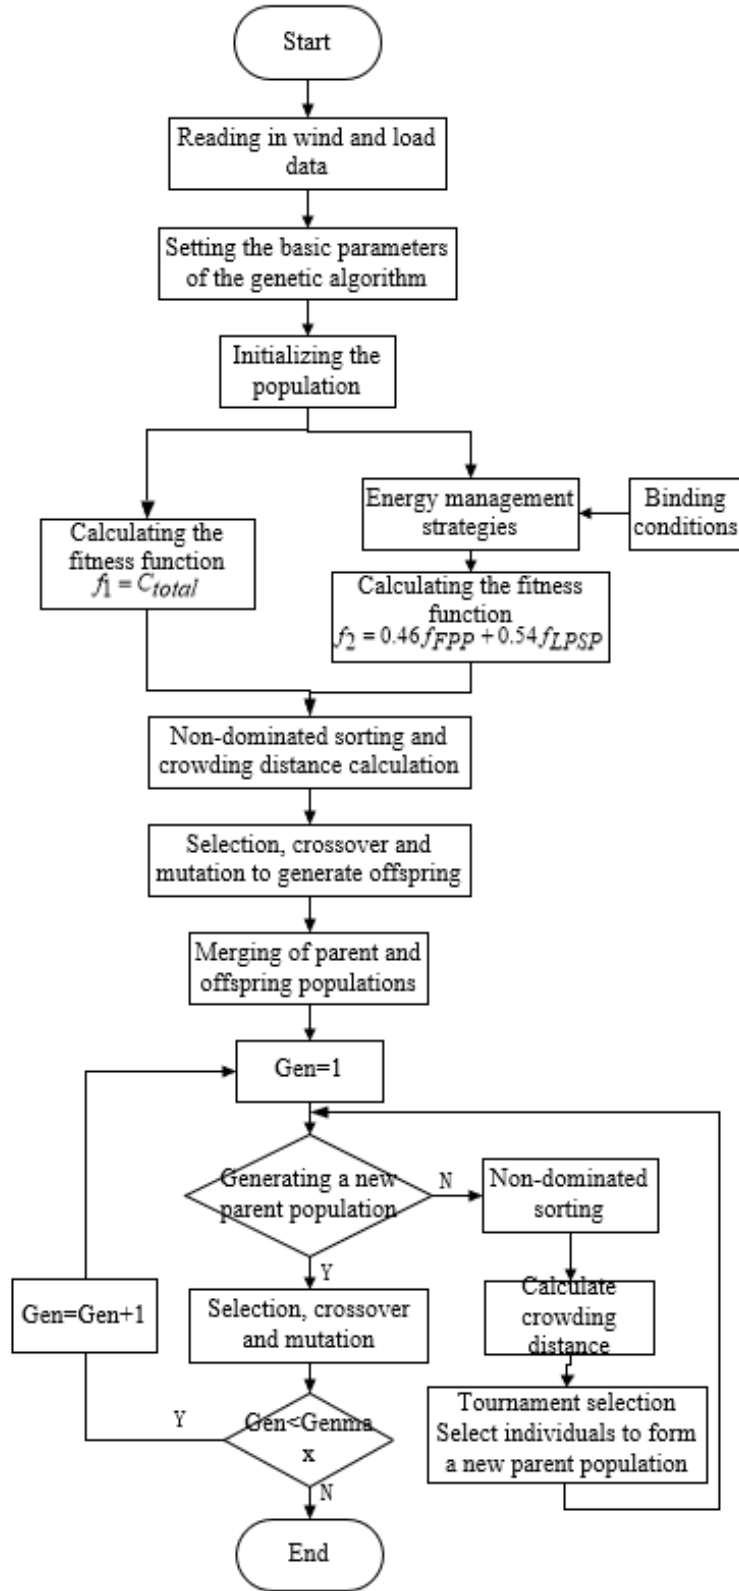 Start
Reading in wind and load
data
Setting the basic parameters
of the genetic algorithm
Initializing the
population
Energy management
strategies
Binding
conditions
Calculating the
fitness function
f1 = Ctotal
Calculating the fitness
function
f2 = 0.46 fFPP + 0.54 fLPSP
Non-dominated sorting and
crowding distance calculation
Selection, crossover and
mutation to generate offspring
Merging of parent and
offspring populations
Gen=1
Generating a new
parent population
N
Non-dominated
sorting
Y
Calculate
crowding
distance
Gen=Gen+1
Selection, crossover
and mutation
Tournament selection
Select individuals to form
a new parent population
Y
Gen<Genma
x
N
End